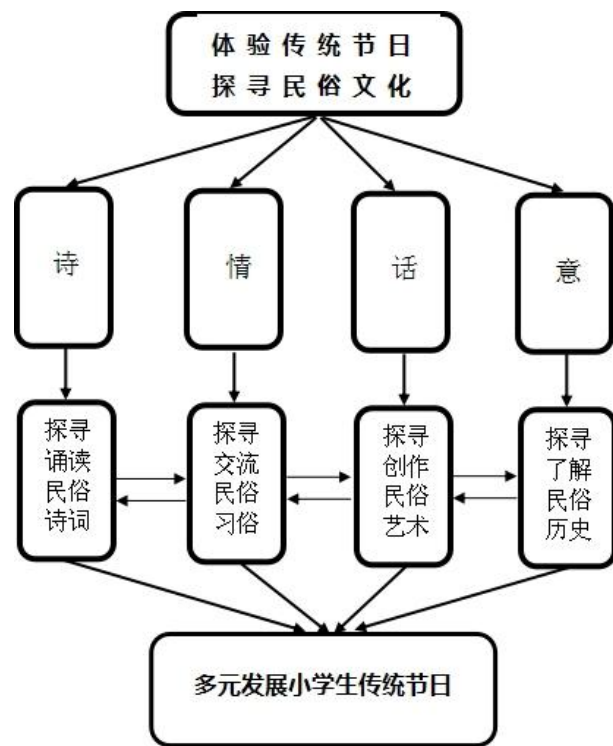 体验传统节日
探寻民俗文化
诗
情
话
意
探寻
诵读
民俗
诗词
探寻
交流
民俗
习俗
探寻
创作
民俗
艺术
探寻
了解
民俗
历史
多元发展小学生传统节日